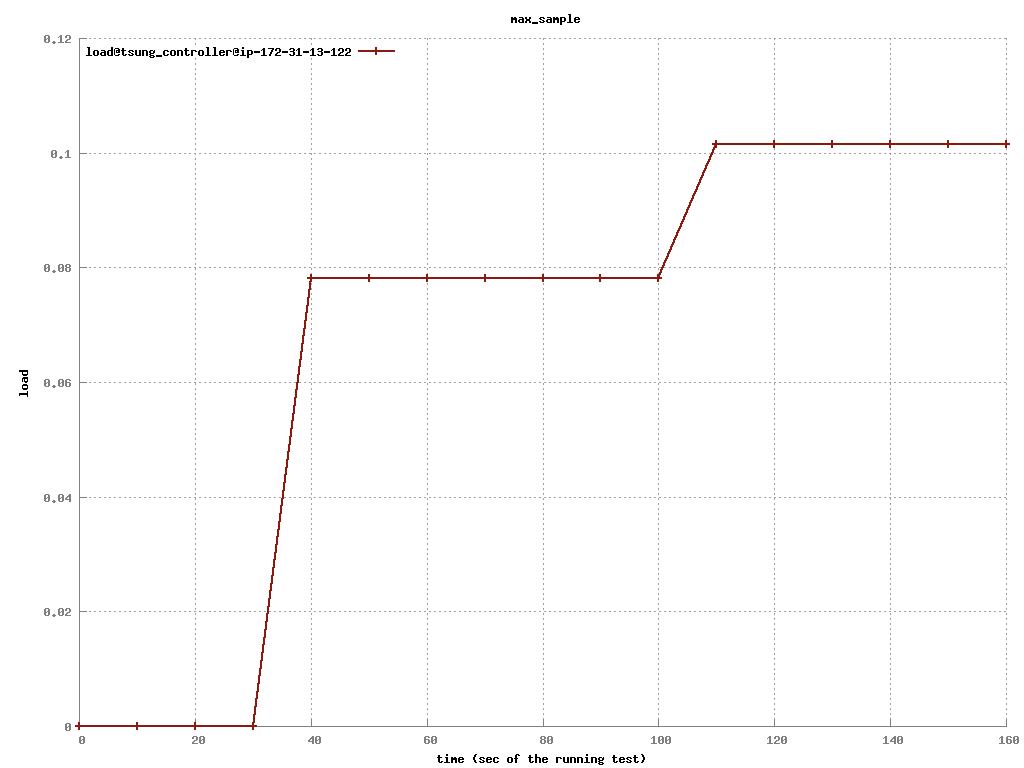 max_sample
load@tsung_controller@ip-172-31-13-122
0.12
0.1
0.08
0.06
0.04
0.02
0
load
0 20 40 60 80 100 120 140 160
time (sec of the running test)